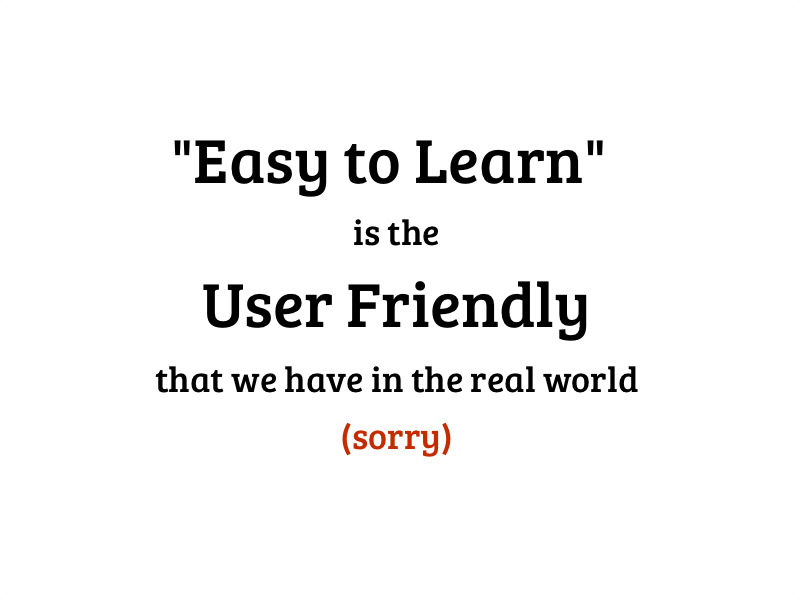 "Easy to Learn"
is the
User Friendly
that we have in the real world
(sorry)